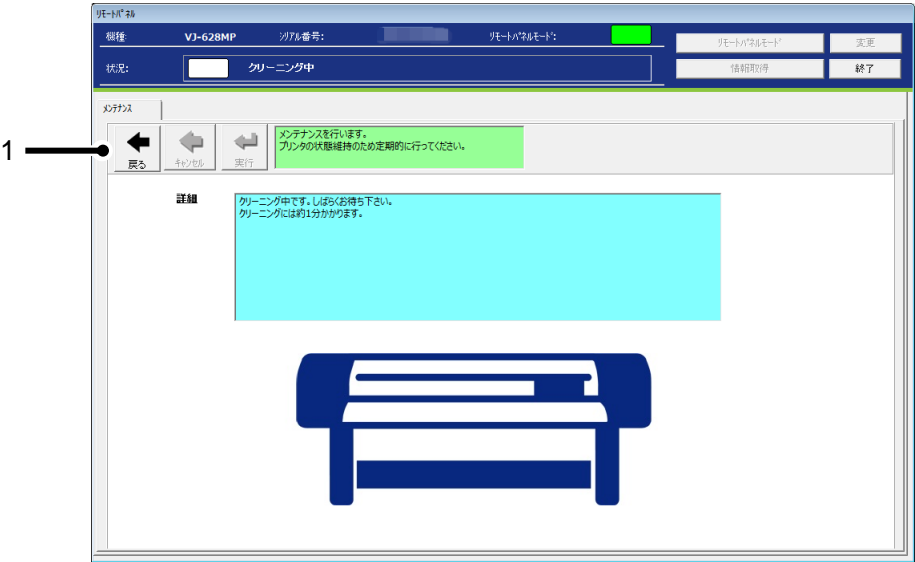 リモートパネル
機種: VJ-628MP シリアル番号: リモートパネルモード:
リモートパネルモード 変更
状況: クリーニング中
情報取得 終了
メンテナンス
1
戻る キャンセル 実行
メンテナンスを行います。
プリンタの状態維持のため定期的に行ってください。
詳細
クリーニング中です。しばらくお待ち下さい。
クリーニングには約1分かかります。